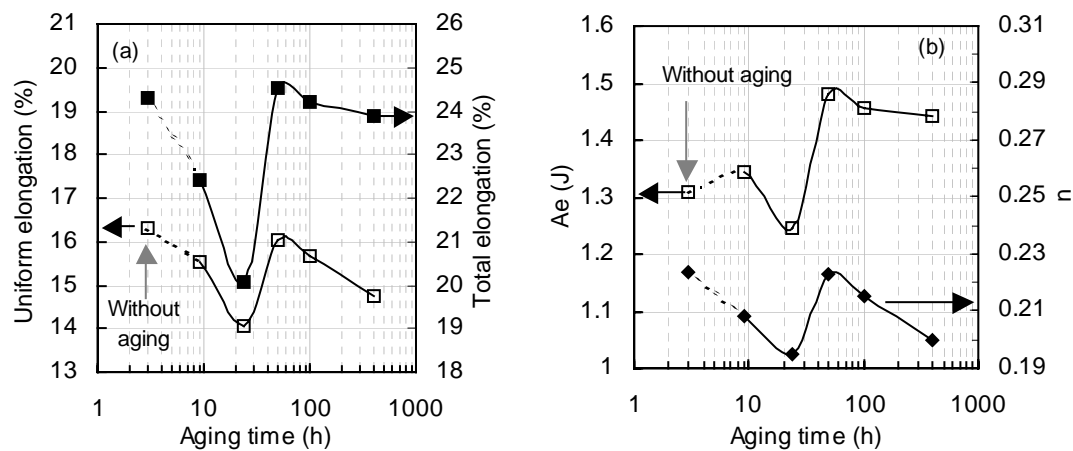 (a)
Uniform elongation (%)
21
20
19
18
17
16
15
14
13
Total elongation (%)
26
25
24
23
22
21
20
19
18
Without
aging
1 10 100 1000
Aging time (h)
(b)
Ae (J)
1.6
1.5
1.4
1.3
1.2
1.1
1
n
0.31
0.29
0.27
0.25
0.23
0.21
0.19
Without aging
1 10 100 1000
Aging time (h)